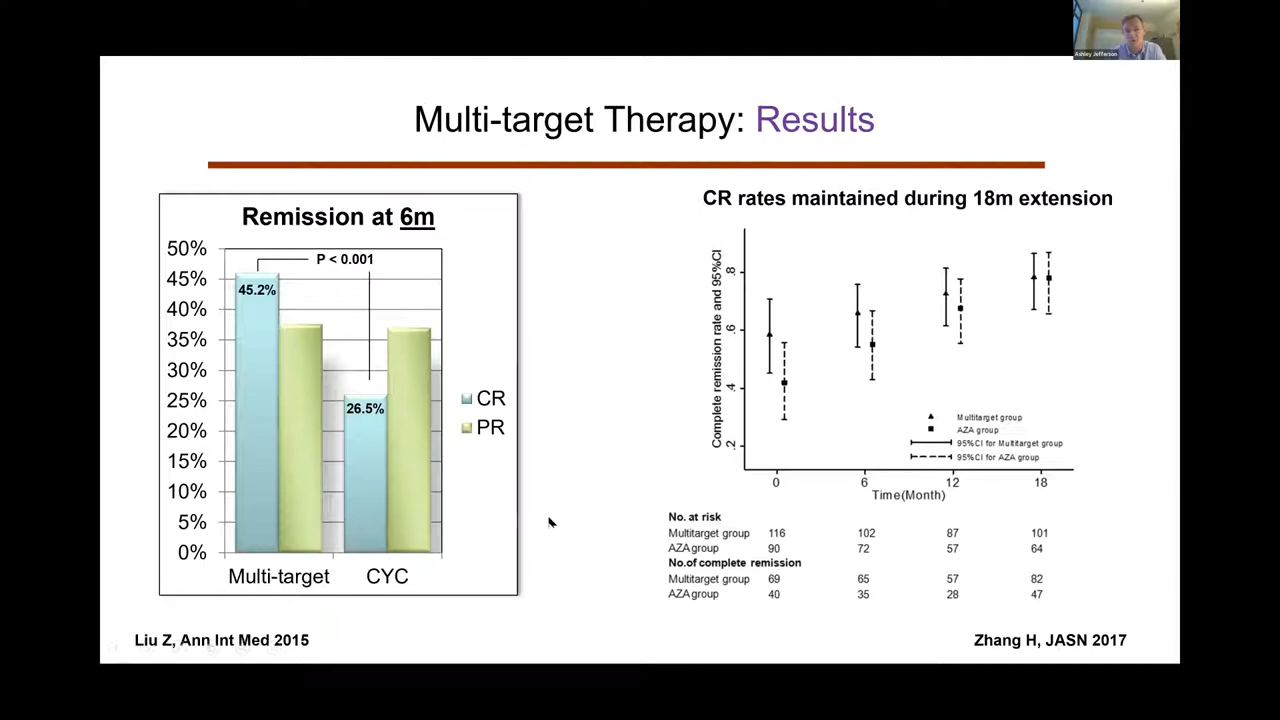 Ashley Jefferson
Multi-target Therapy: Results
Remission at 6m
50%
45%
40%
35%
30%
25%
20%
15%
10%
5%
0%
P < 0.001
45.2%
26.5%
CR
PR
Multi-target CYC
Liu Z, Ann Int Med 2015
CR rates maintained during 18m extension
Complete remission rate and 95%CI
.8
.6
.4
.2
Multitarget group
AZA group
95%CI for Multitarget group
95%CI for AZA group
0 6 12 18
Time(Month)
No. at risk
Multitarget group 116 102 87 101
AZA group 90 72 57 64
No.of complete remission
Multitarget group 69 65 57 82
AZA group 40 35 28 47
Zhang H, JASN 2017